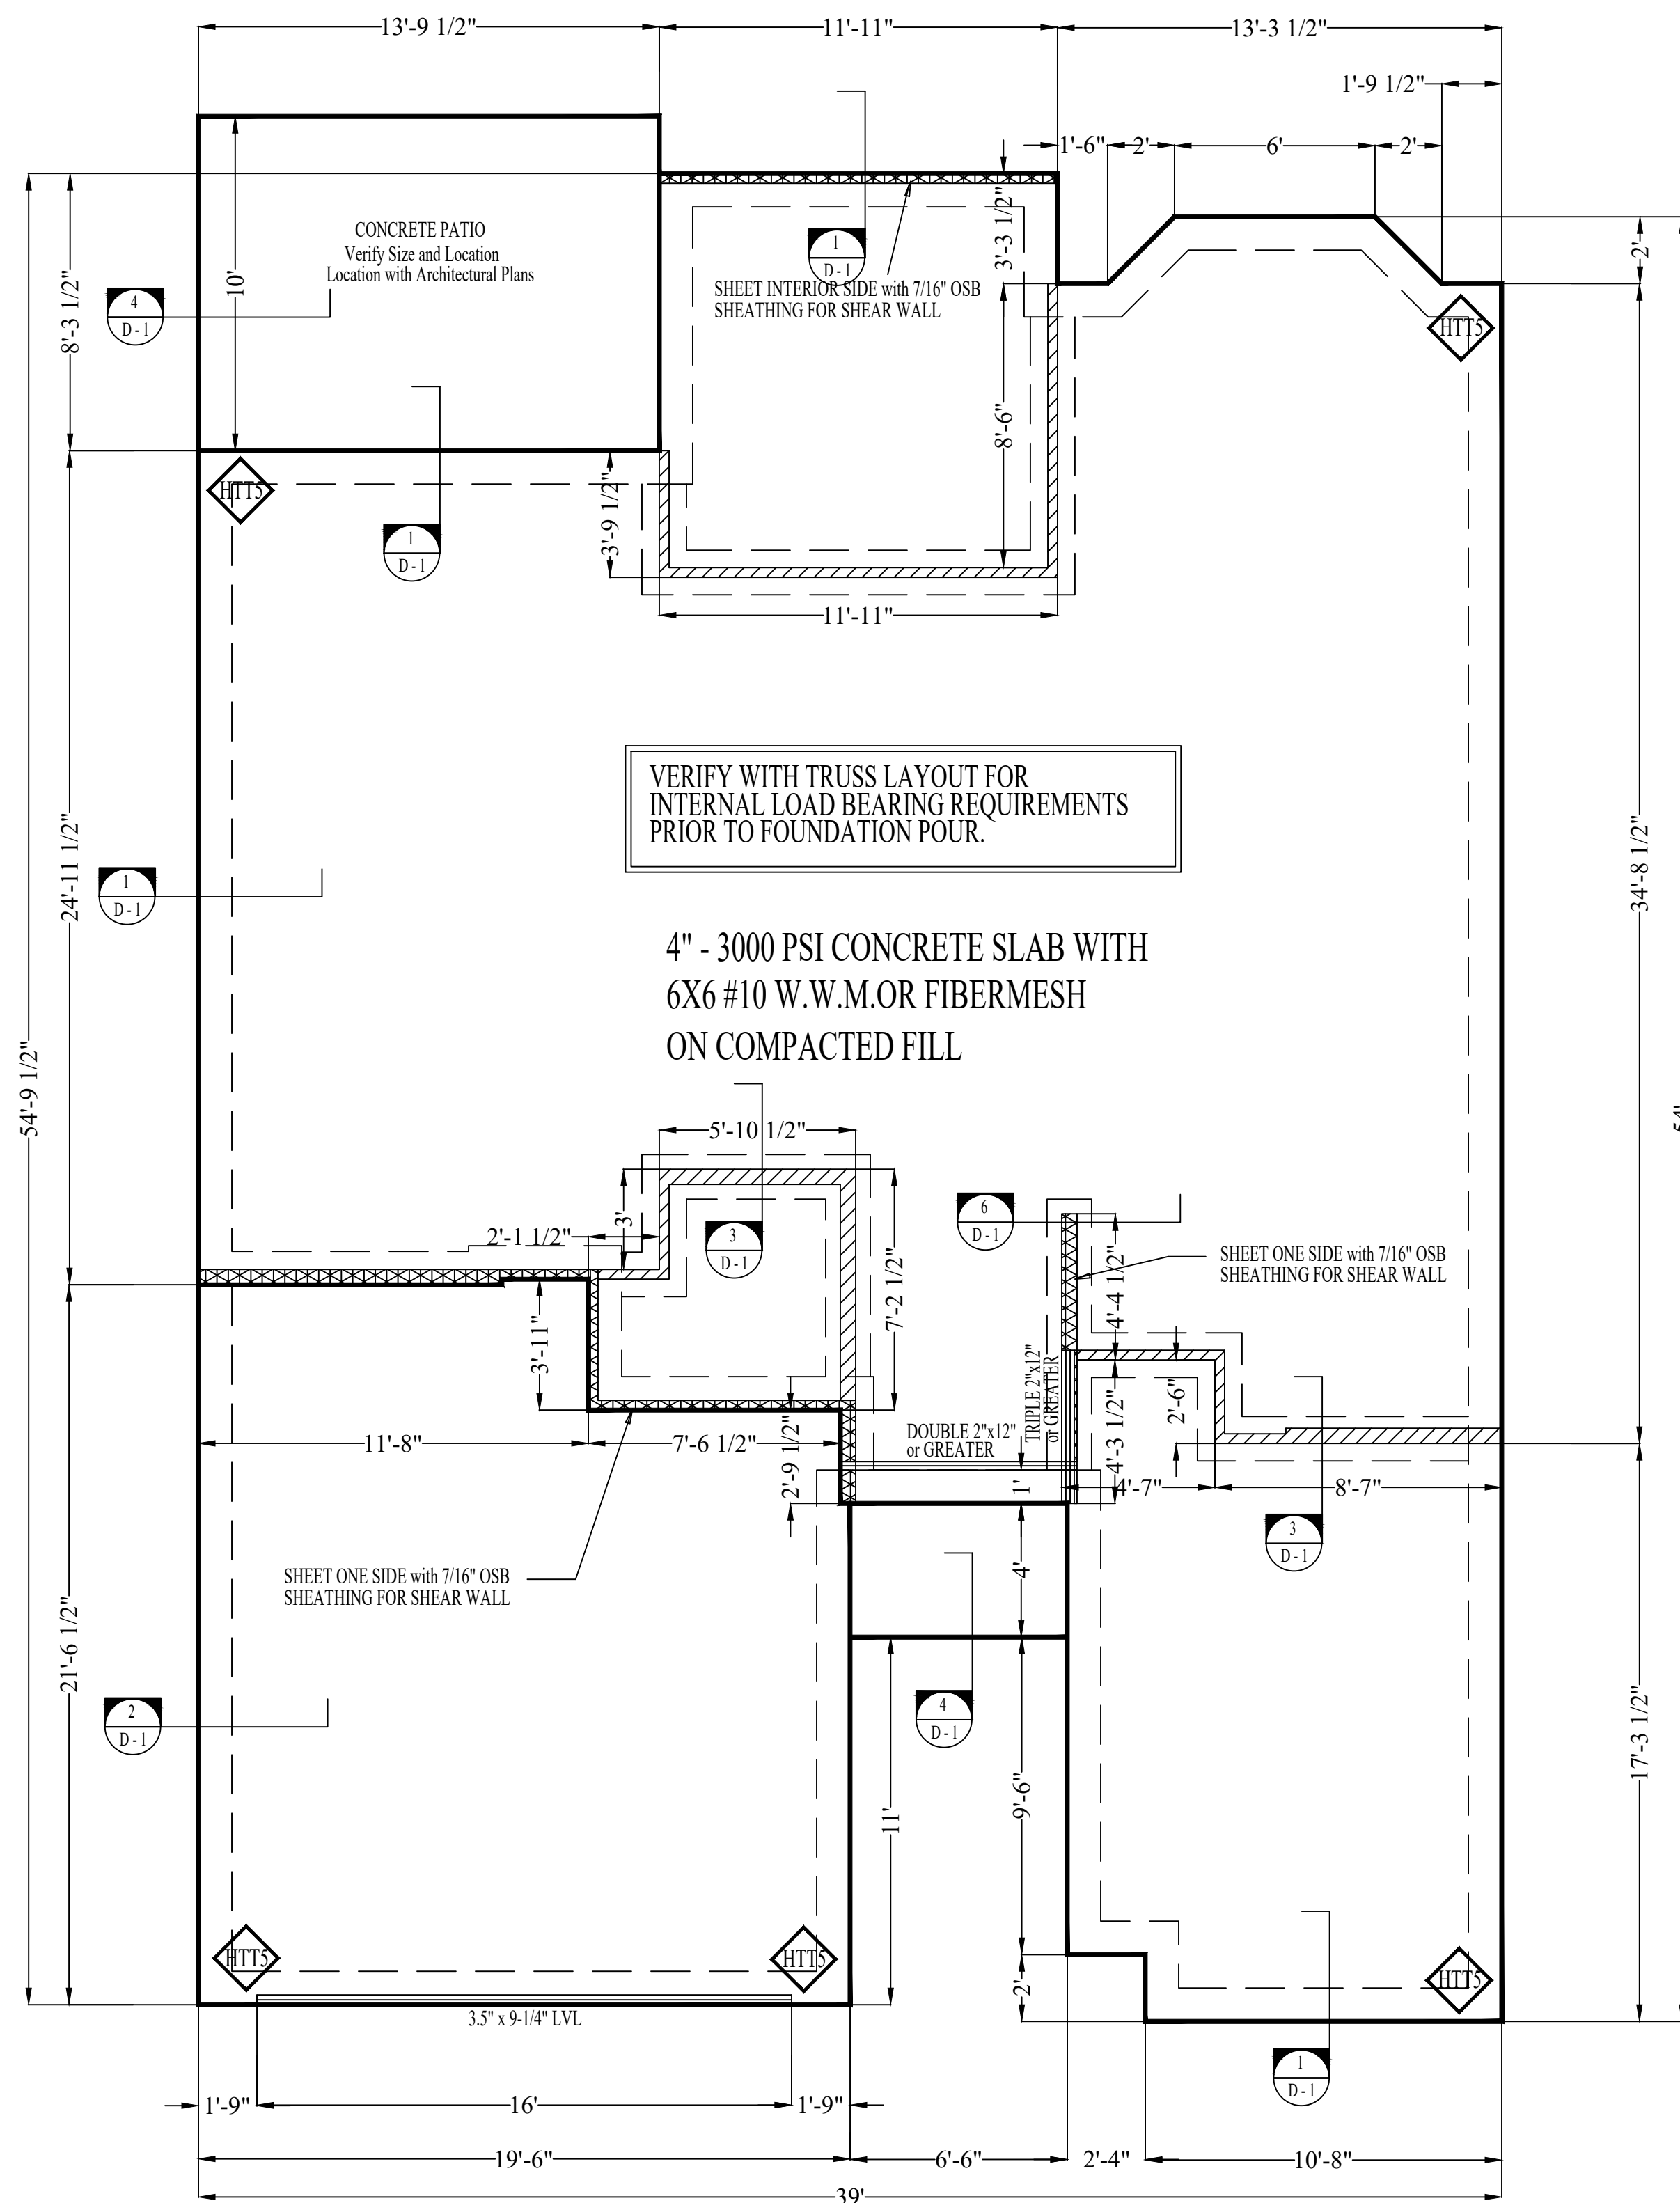 13'-9 1/2"
11'-11"
13'-3 1/2"
1'-9 1/2"
1'-6"
2'
6'
2'
CONCRETE PATIO
Verify Size and Location
Location with Architectural Plans
10'
8'-3 1/2"
4
D - 1
1
D - 1
3'-3 1/2"
2'
SHEET INTERIOR SIDE with 7/16" OSB
SHEATHING FOR SHEAR WALL
HTT5
8'-6"
HTT5
3'-9 1/2"
1
D - 1
11'-11"
VERIFY WITH TRUSS LAYOUT FOR
INTERNAL LOAD BEARING REQUIREMENTS
PRIOR TO FOUNDATION POUR.
24'-11 1/2"
34'-8 1/2"
1
D - 1
4" - 3000 PSI CONCRETE SLAB WITH
6X6 #10 W.W.M.OR FIBERMESH
ON COMPACTED FILL
54'-9 1/2"
5'-10 1/2"
2'-1 1/2"
3'
3
D - 1
6
D - 1
7'-2 1/2"
4'-4 1/2"
SHEET ONE SIDE with 7/16" OSB
SHEATHING FOR SHEAR WALL
3'-11"
TRIPLE 2"x12"
or GREATER
2'-6"
4'-3 1/2"
11'-8"
7'-6 1/2"
2'-9 1/2"
DOUBLE 2"x12"
or GREATER
1'
4'-7"
8'-7"
3
D - 1
SHEET ONE SIDE with 7/16" OSB
SHEATHING FOR SHEAR WALL
4'
21'-6 1/2"
2
D - 1
4
D - 1
17'-3 1/2"
11'
9'-6"
HTT5
HTT5
HTT5
2'
3.5" x 9-1/4" LVL
1
D - 1
1'-9"
16'
1'-9"
19'-6"
6'-6"
2'-4"
10'-8"
39'